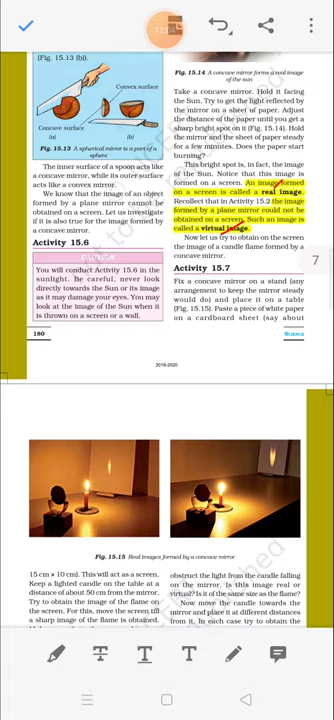 (Fig. 15.13 (b)).
Convex surface
Concave surface
(a)
(b)
Fig. 15.13 A spherical mirror is a part of a
sphere
The inner surface of a spoon acts like
a concave mirror, while its outer surface
acts like a convex mirror.
We know that the image of an object
formed by a plane mirror cannot be
obtained on a screen. Let us investigate
if it is also true for the image formed by
a concave mirror.
Activity 15.6
CAUTION
You will conduct Activity 15.6 in the
sunlight. Be careful, never look
directly towards the Sun or its image
as it may damage your eyes. You may
look at the image of the Sun when it
is thrown on a screen or a wall.
180
Fig. 15.14 A concave mirror forms a real image
of the sun
Take a concave mirror. Hold it facing
the Sun. Try to get the light reflected by
the mirror on a sheet of paper. Adjust
the distance of the paper until you get a
sharp bright spot on it (Fig. 15.14). Hold
the mirror and the sheet of paper steady
for a few minutes. Does the paper start
burning?
This bright spot is, in fact, the image
of the Sun. Notice that this image is
formed on a screen. An image formed
on a screen is called a real image.
Recollect that in Activity 15.2 the image
formed by a plane mirror could not be
obtained on a screen. Such an image is
called a virtual image.
Now let us try to obtain on the screen
the image of a candle flame formed by a
concave mirror.
Activity 15.7
Fix a concave mirror on a stand (any
arrangement to keep the mirror steady
would do) and place it on a table
(Fig. 15.15). Paste a piece of white paper
on a cardboard sheet (say about
SCIENCE
7
2019-2020
Fig. 15.15 Real images formed by a concave mirror
15 cm × 10 cm). This will act as a screen.
Keep a lighted candle on the table at a
distance of about 50 cm from the mirror.
Try to obtain the image of the flame on
the screen. For this, move the screen till
a sharp image of the flame is obtained.
obstruct the light from the candle falling
on the mirror. Is this image real or
virtual? Is it of the same size as the flame?
Now move the candle towards the
mirror and place it at different distances
from it. In each case try to obtain the
T
T
T